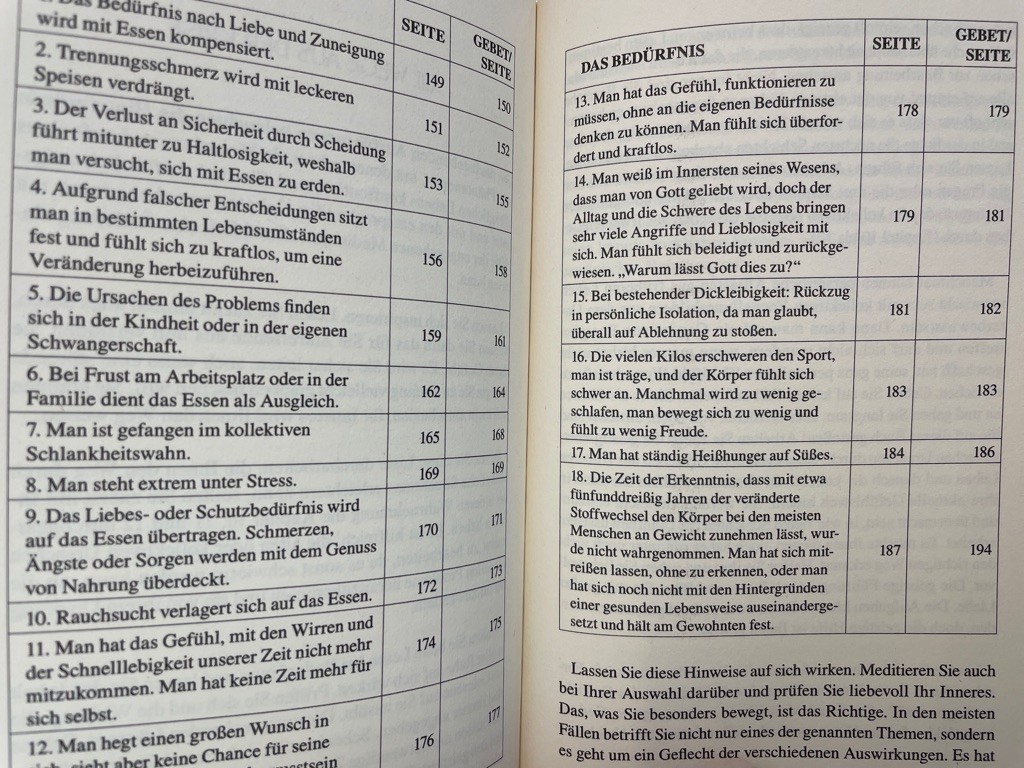 Das Bedürfnis nach Liebe und Zuneigung
wird mit Essen kompensiert.
SEITE
GEBET/
SEITE
149
150
2. Trennungsschmerz wird mit leckeren
Speisen verdrängt.
151
152
3. Der Verlust an Sicherheit durch Scheidung
führt mitunter zu Haltlosigkeit, weshalb
man versucht, sich mit Essen zu erden.
153
155
4. Aufgrund falscher Entscheidungen sitzt
man in bestimmten Lebensumständen
fest und fühlt sich zu kraftlos, um eine
Veränderung herbeizuführen.
156
158
5. Die Ursachen des Problems finden
sich in der Kindheit oder in der eigenen
Schwangerschaft.
159
161
6. Bei Frust am Arbeitsplatz oder in der
Familie dient das Essen als Ausgleich.
162
164
7. Man ist gefangen im kollektiven
Schlankheitswahn.
165
168
8. Man steht extrem unter Stress.
169
169
9. Das Liebes- oder Schutzbedürfnis wird
auf das Essen übertragen. Schmerzen,
Ängste oder Sorgen werden mit dem Genuss
von Nahrung überdeckt.
170
171
10. Rauchsucht verlagert sich auf das Essen.
172
173
11. Man hat das Gefühl, mit den Wirren und
der Schnelllebigkeit unserer Zeit nicht mehr
mitzukommen. Man hat keine Zeit mehr für
sich selbst.
174
175
12. Man hegt einen großen Wunsch in
sich, sieht aber keine Chance für seine
176
177
DAS BEDÜRFNIS
SEITE
GEBET/
SEITE
13. Man hat das Gefühl, funktionieren zu
müssen, ohne an die eigenen Bedürfnisse
denken zu können. Man fühlt sich überfor-
dert und kraftlos.
178
179
14. Man weiß im Innersten seines Wesens,
dass man von Gott geliebt wird, doch der
Alltag und die Schwere des Lebens bringen
sehr viele Angriffe und Lieblosigkeit mit
sich. Man fühlt sich beleidigt und zurückge-
wiesen. „Warum lässt Gott dies zu?“
179
181
15. Bei bestehender Dickleibigkeit: Rückzug
in persönliche Isolation, da man glaubt,
überall auf Ablehnung zu stoßen.
181
182
16. Die vielen Kilos erschweren den Sport,
man ist träge, und der Körper fühlt sich
schwer an. Manchmal wird zu wenig ge-
schlafen, man bewegt sich zu wenig und
fühlt zu wenig Freude.
183
183
17. Man hat ständig Heißhunger auf Süßes.
184
186
18. Die Zeit der Erkenntnis, dass mit etwa
fünfunddreißig Jahren der veränderte
Stoffwechsel den Körper bei den meisten
Menschen an Gewicht zunehmen lässt, wur-
de nicht wahrgenommen. Man hat sich mit-
reißen lassen, ohne zu erkennen, oder man
hat sich noch nicht mit den Hintergründen
einer gesunden Lebensweise auseinanderge-
setzt und hält am Gewohnten fest.
187
194
Lassen Sie diese Hinweise auf sich wirken. Meditieren Sie auch
bei Ihrer Auswahl darüber und prüfen Sie liebevoll Ihr Inneres.
Das, was Sie besonders bewegt, ist das Richtige. In den meisten
Fällen betrifft Sie nicht nur eines der genannten Themen, sondern
es geht um ein Geflecht der verschiedenen Auswirkungen. Es hat